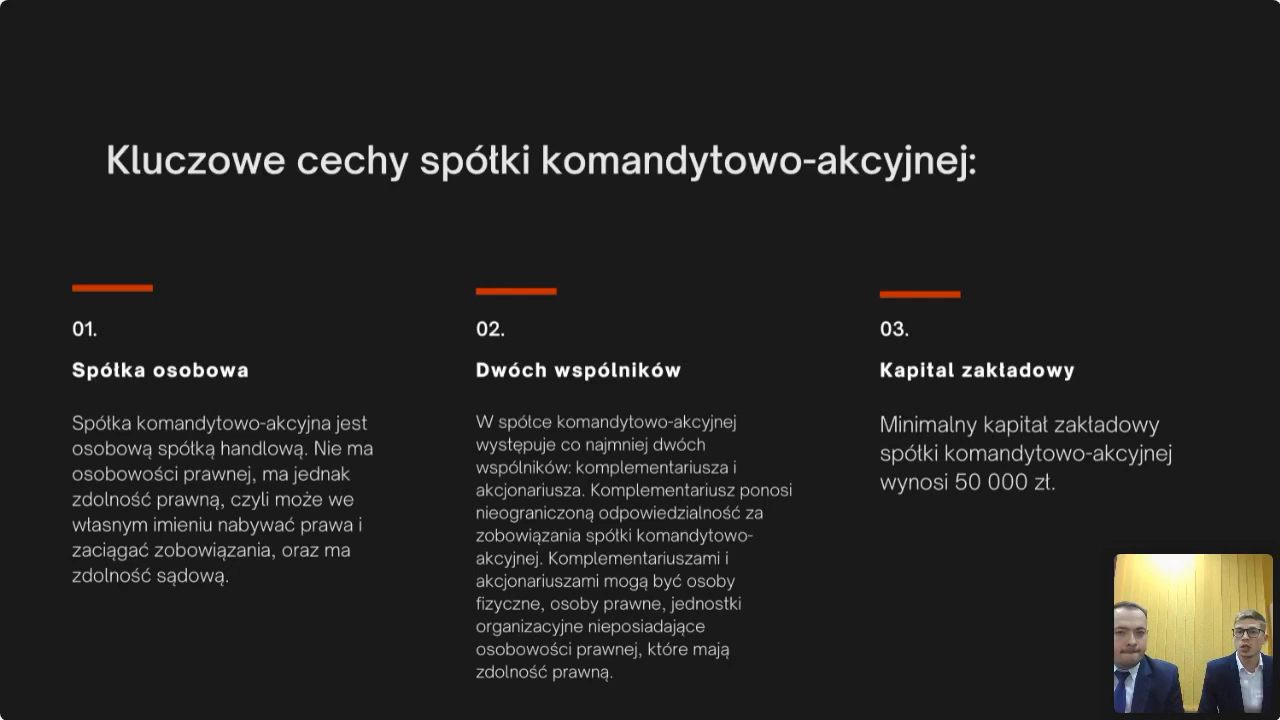 Kluczowe cechy spółki komandytowo-akcyjnej:
01.
Spółka osobowa
Spółka komandytowo-akcyjna jest
osobową spółką handlową. Nie ma
osobowości prawnej, ma jednak
zdolność prawną, czyli może we
własnym imieniu nabywać prawa i
zaciągać zobowiązania, oraz ma
zdolność sądową.
02.
Dwóch wspólników
W spółce komandytowo-akcyjnej
występuje co najmniej dwóch
wspólników: komplementariusza i
akcjonariusza. Komplementariusz ponosi
nieograniczoną odpowiedzialność za
zobowiązania spółki komandytowo-
akcyjnej. Komplementariuszami i
akcjonariuszami mogą być osoby
fizyczne, osoby prawne, jednostki
organizacyjne nieposiadające
osobowości prawnej, które mają
zdolność prawną.
03.
Kapitał zakładowy
Minimalny kapitał zakładowy
spółki komandytowo-akcyjnej
wynosi 50 000 zł.